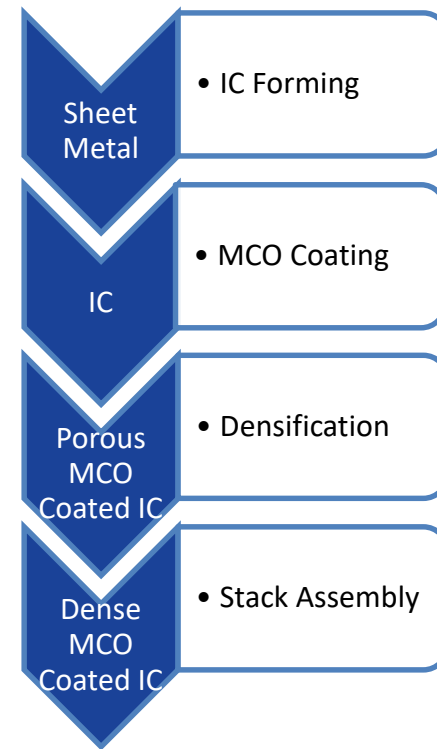 Sheet
Metal
• IC Forming
IC
• MCO Coating
Porous
MCO
Coated IC
• Densification
Dense
MCO
Coated IC
• Stack Assembly